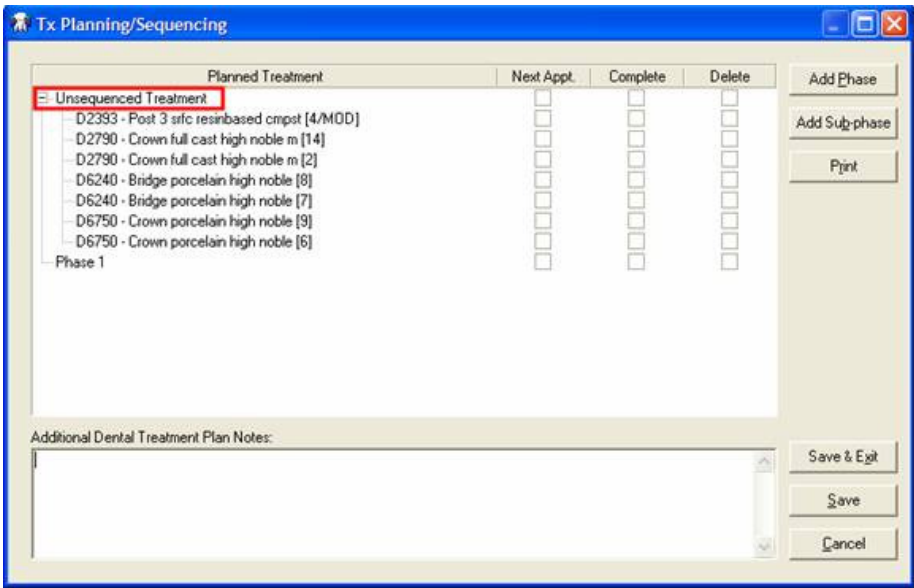 Tx Planning/Sequencing
Planned Treatment Next Appt. Complete Delete
Unsequenced Treatment
D2393 - Post 3 srfc resinbased cmpst [4/MOD]
D2790 - Crown full cast high noble m [14]
D2790 - Crown full cast high noble m [2]
D6240 - Bridge porcelain high noble [8]
D6240 - Bridge porcelain high noble [7]
D6750 - Crown porcelain high noble [9]
D6750 - Crown porcelain high noble [6]
Phase 1
Add Phase
Add Sub-phase
Print
Additional Dental Treatment Plan Notes:
Save & Exit
Save
Cancel